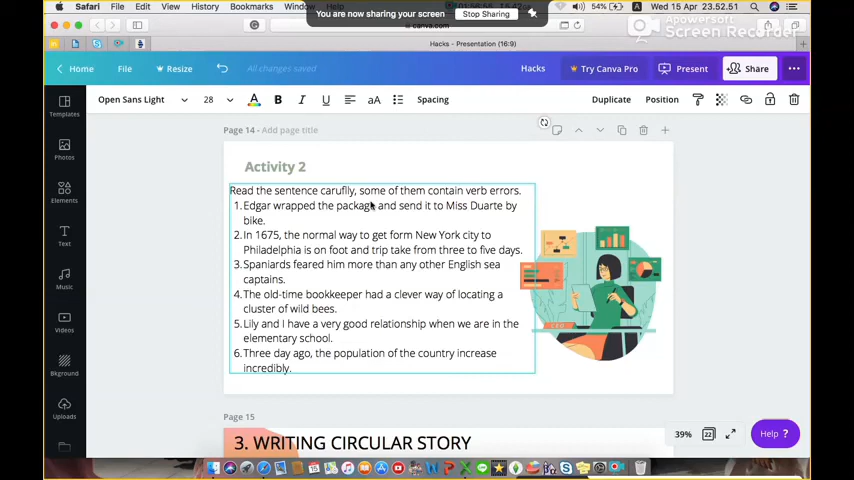 Safari File Edit View History Bookmarks Window
You are now sharing your screen Stop Sharing
54% Wed 15 Apr 23.52.51
Apowersoft
Screen Recorder
canva.com
Hacks - Presentation (16:9)
Home File Resize All changes saved Hacks Try Canva Pro Present Share
Open Sans Light 28 A B I U aA Spacing Duplicate Position
Templates
Photos
Elements
Text
Music
Videos
Bkground
Uploads
Page 14 - Add page title
Activity 2
Read the sentence caruflly, some of them contain verb errors.
1. Edgar wrapped the package and send it to Miss Duarte by
bike.
2. In 1675, the normal way to get form New York city to
Philadelphia is on foot and trip take from three to five days.
3. Spaniards feared him more than any other English sea
captains.
4. The old-time bookkeeper had a clever way of locating a
cluster of wild bees.
5. Lily and I have a very good relationship when we are in the
elementary school.
6. Three day ago, the population of the country increase
incredibly.
Page 15
3. WRITING CIRCULAR STORY
39% 22 Help ?